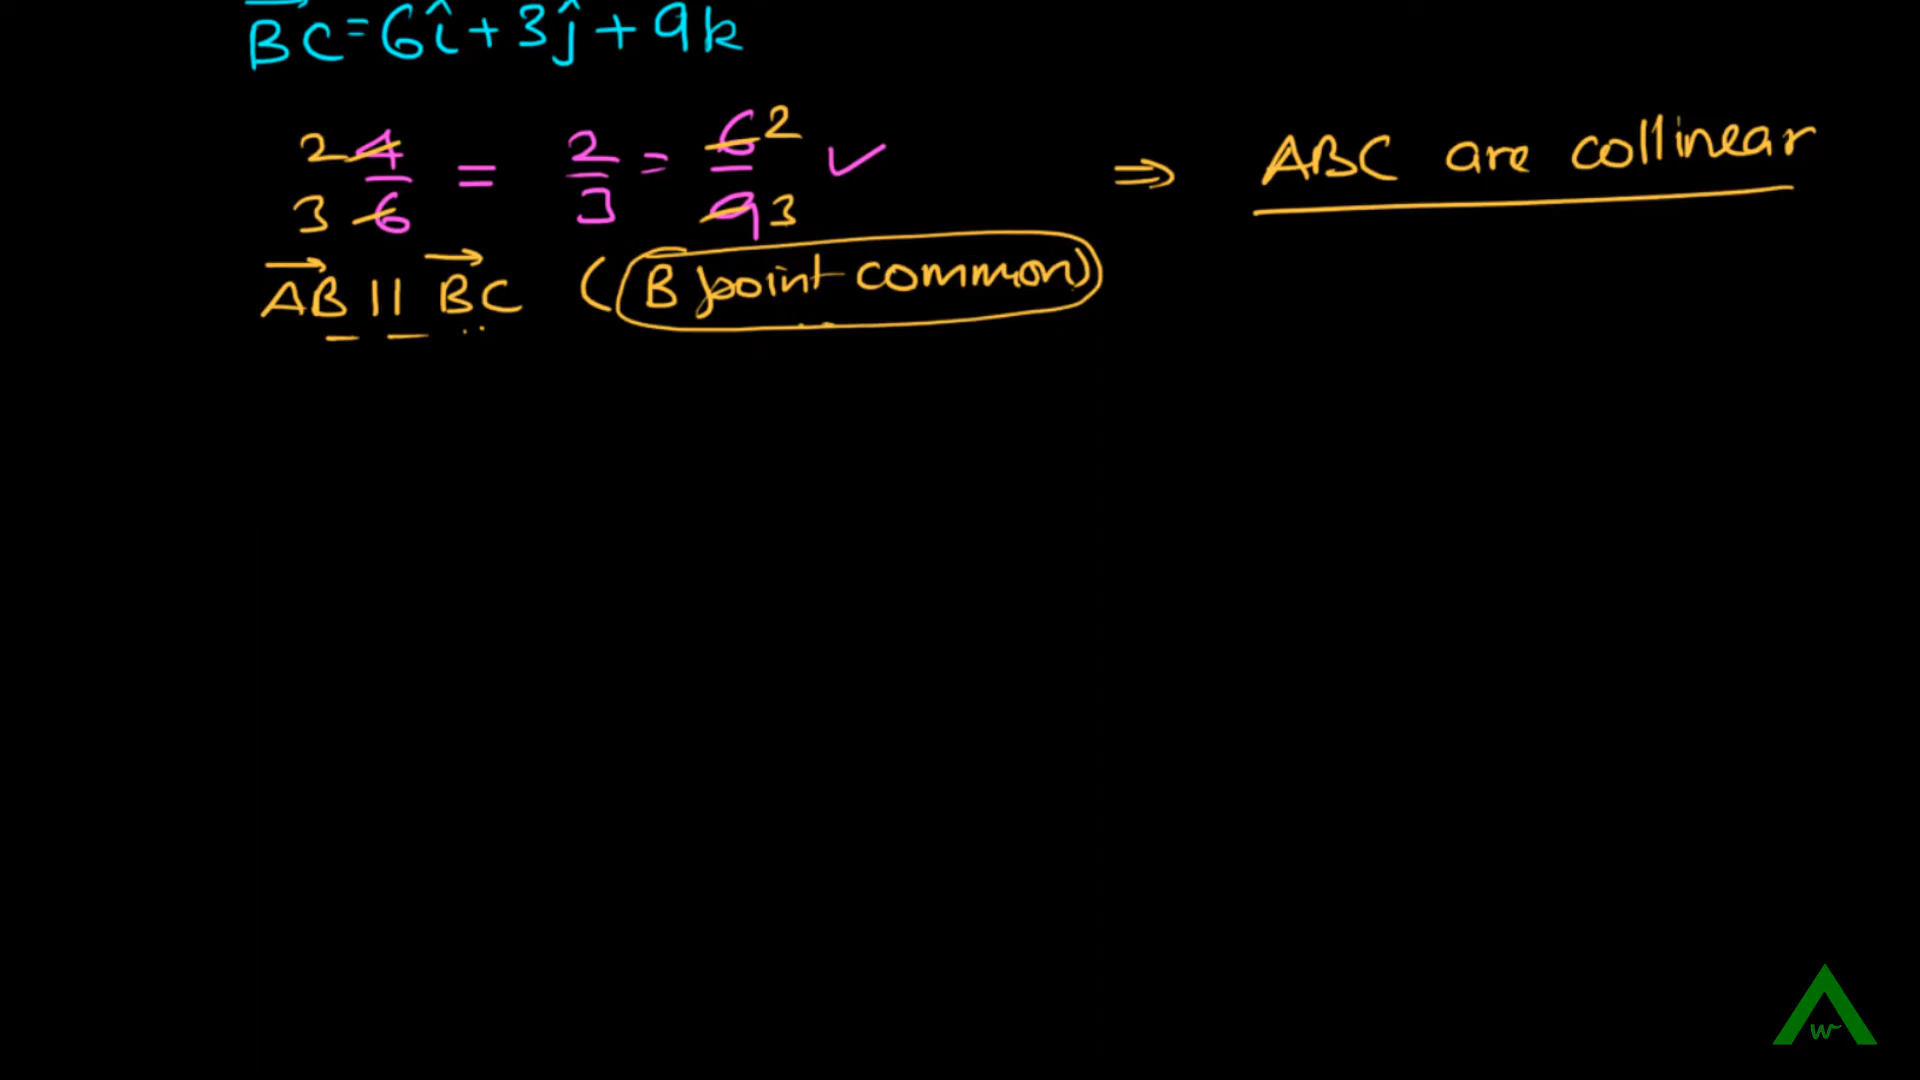 BC = 6î + 3ĵ + 9k
2 4/6 3 = 2/3 = 6/9 2 3 ✓ ⇒ ABC are collinear
AB || BC (B point common)
w